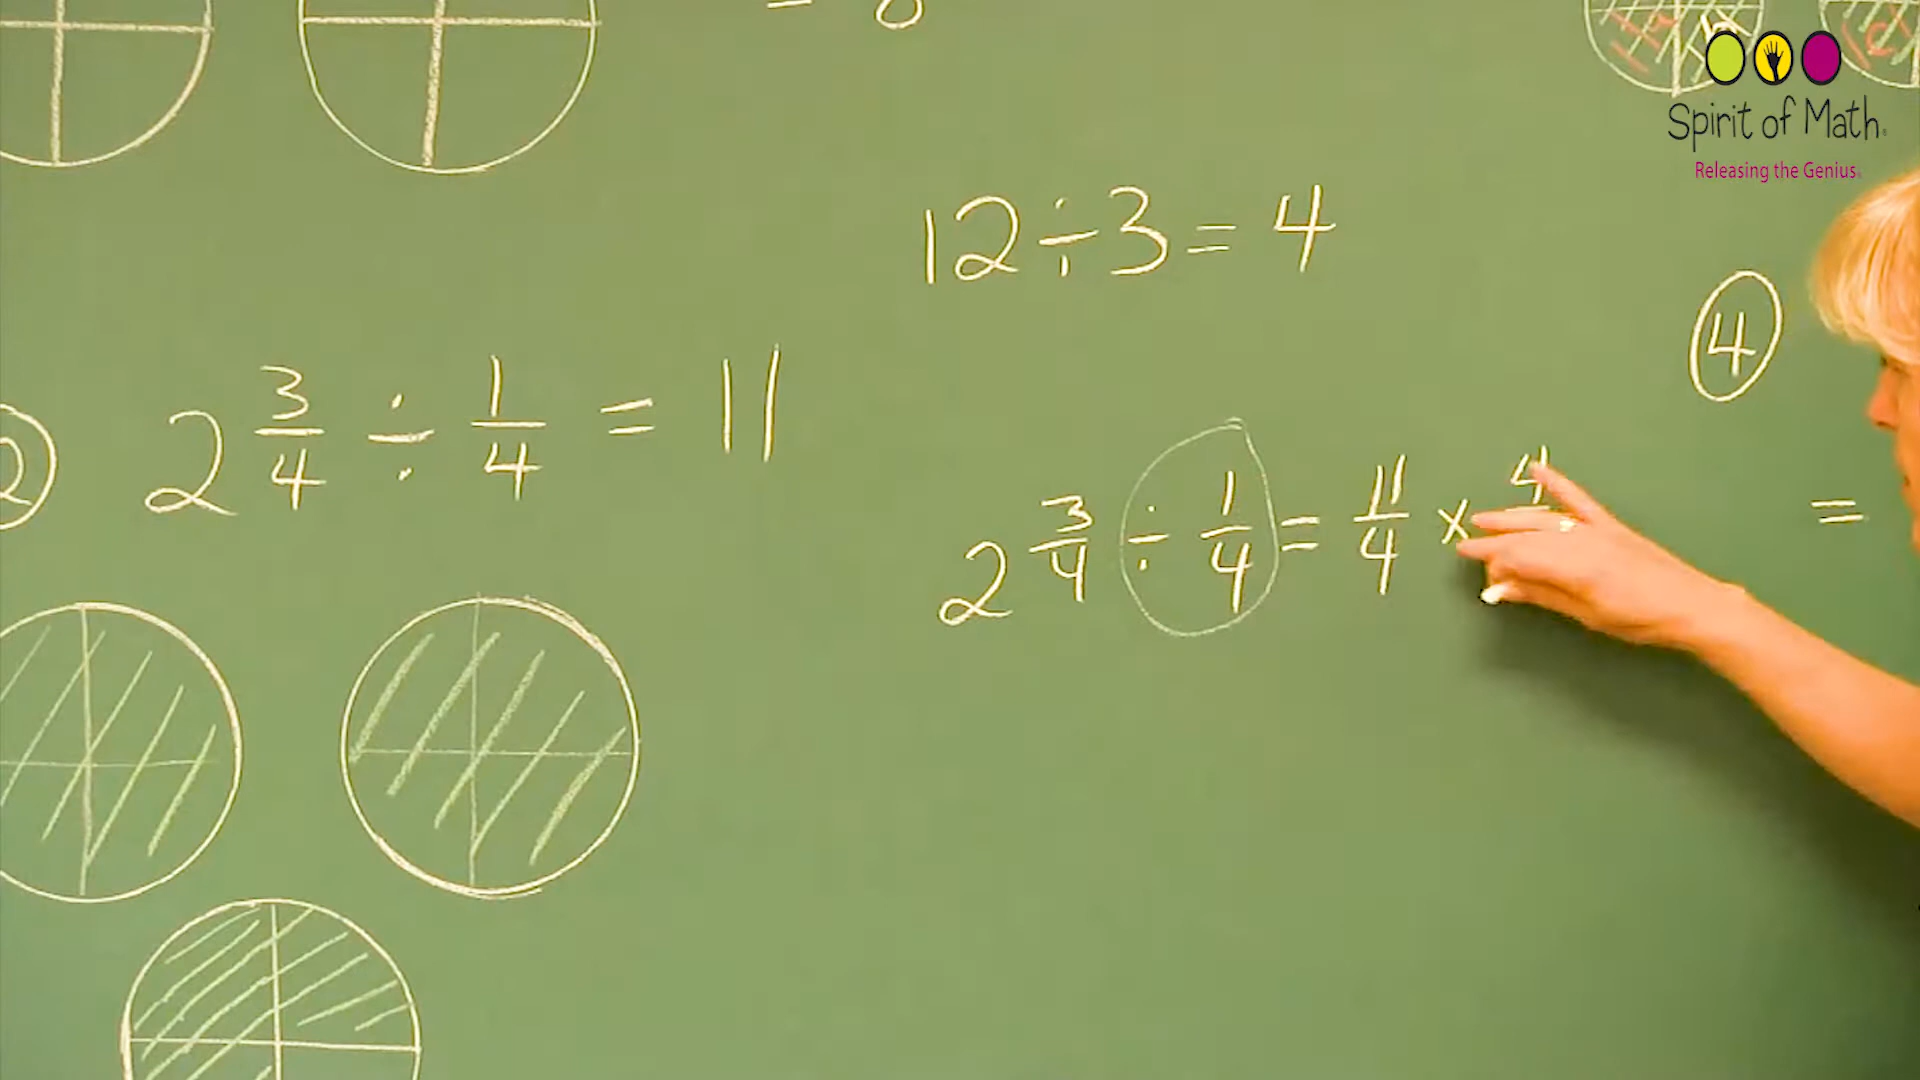 Spirit of Math
Releasing the Genius
12 ÷ 3 = 4
4
2 2 3/4 ÷ 1/4 = 11
2 3/4 ÷ 1/4 = 11/4 × 4
=